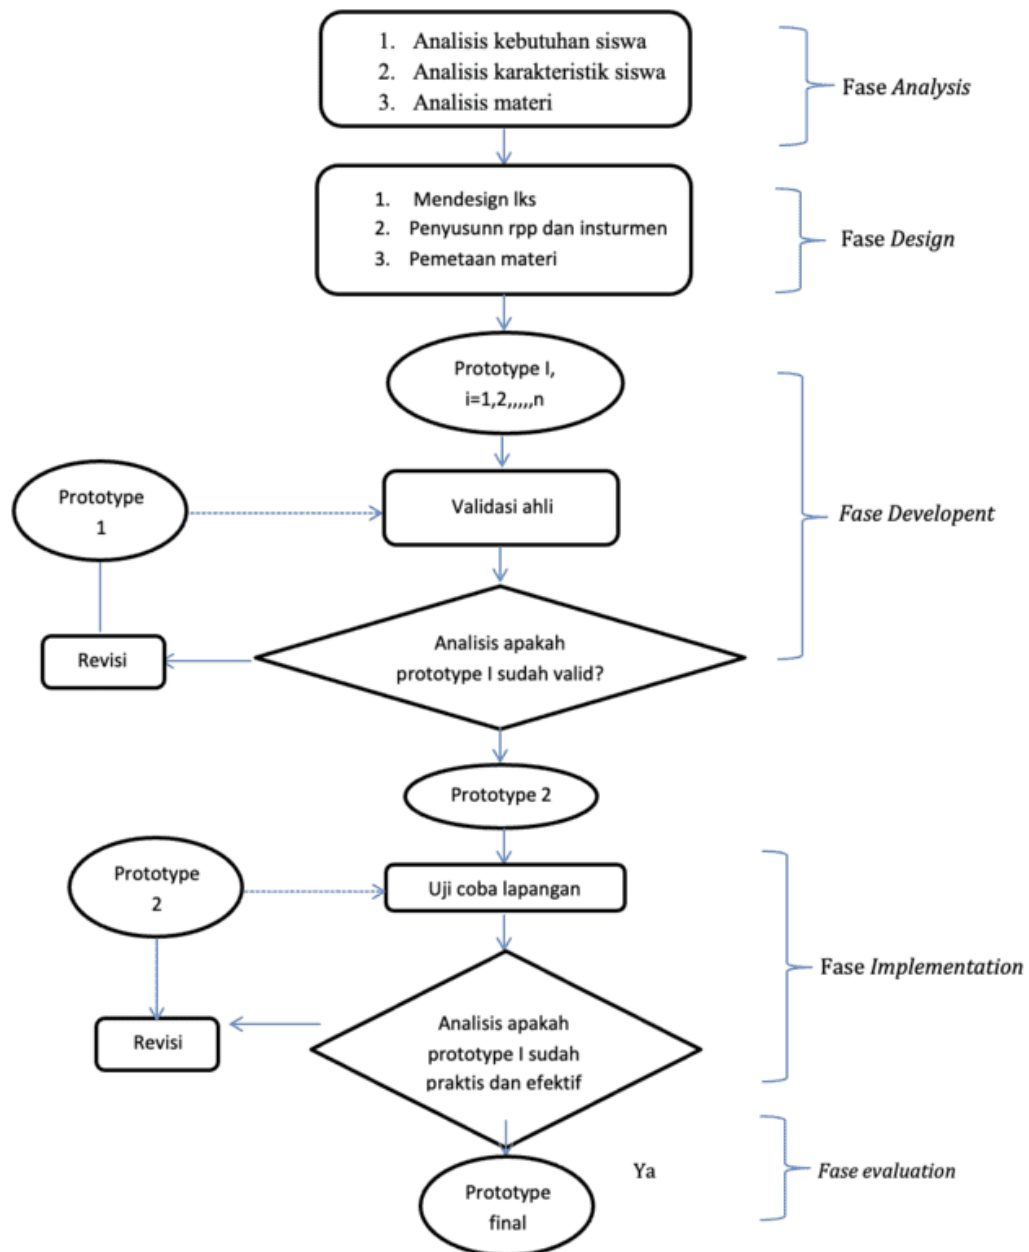 1. Analisis kebutuhan siswa
2. Analisis karakteristik siswa
3. Analisis materi
Fase Analysis
1. Mendesign lks
2. Penyusunn rpp dan insturmen
3. Pemetaan materi
Fase Design
Prototype I,
i=1,2,,,,,n
Prototype
1
Validasi ahli
Fase Developent
Analisis apakah
prototype I sudah valid?
Revisi
Prototype 2
Prototype
2
Uji coba lapangan
Fase Implementation
Analisis apakah
prototype I sudah
praktis dan efektif
Revisi
Ya
Fase evaluation
Prototype
final